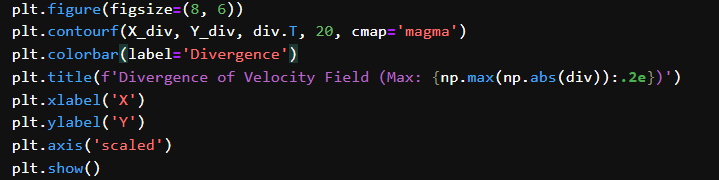 plt.figure(figsize=(8, 6))
plt.contourf(X_div, Y_div, div.T, 20, cmap='magma')
plt.colorbar(label='Divergence')
plt.title(f'Divergence of Velocity Field (Max: {np.max(np.abs(div)):.2e})')
plt.xlabel('X')
plt.ylabel('Y')
plt.axis('scaled')
plt.show()